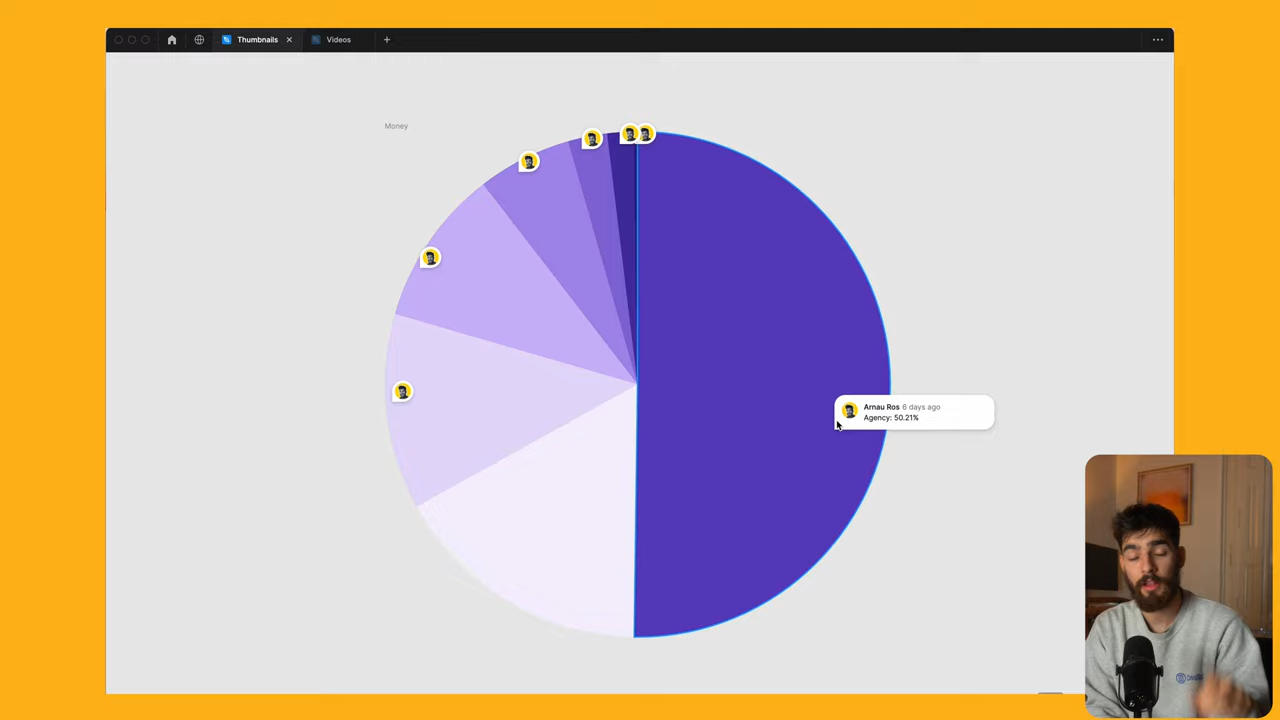 Thumbnails
Videos
Money
Arnau Ros 6 days ago
Agency: 50.21%